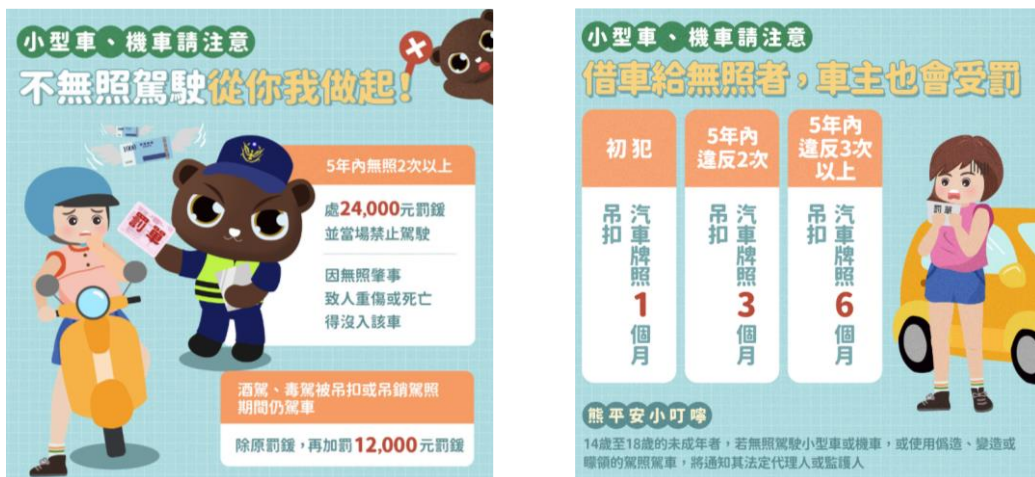 小型車、機車請注意
不無照駕駛從你我做起！
5年內無照2次以上
處24,000元罰鍰
並當場禁止駕駛
因無照肇事
致人重傷或死亡
得沒入該車
罰單
酒駕、毒駕被吊扣或吊銷駕照
期間仍駕車
除原罰鍰，再加罰12,000元罰鍰
小型車、機車請注意
借車給無照者，車主也會受罰
初犯
汽車牌照1個月
吊扣
5年內
違反2次
汽車牌照3個月
吊扣
5年內
違反3次
以上
汽車牌照6個月
吊扣
罰單
熊平安小叮嚀
14歲至18歲的未成年者，若無照駕駛小型車或機車，或使用偽造、變造或
矇領的駕照駕車，將通知其法定代理人或監護人